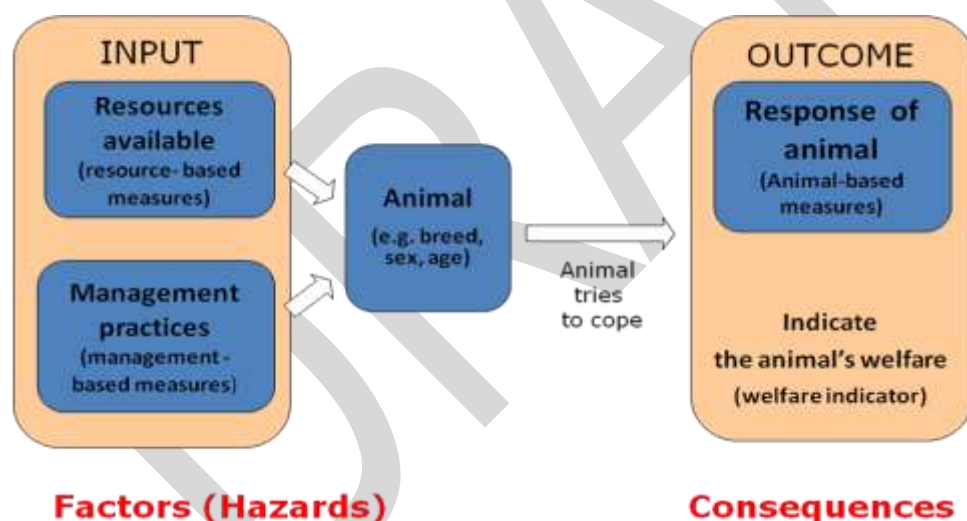 INPUT
Resources
available
(resource- based
measures)
Management
practices
(management -
based measures)
Animal
(e.g. breed,
sex, age)
Animal
tries
to cope
OUTCOME
Response of
animal
(Animal-based
measures)
Indicate
the animal's welfare
(welfare indicator)
Factors (Hazards)
Consequences